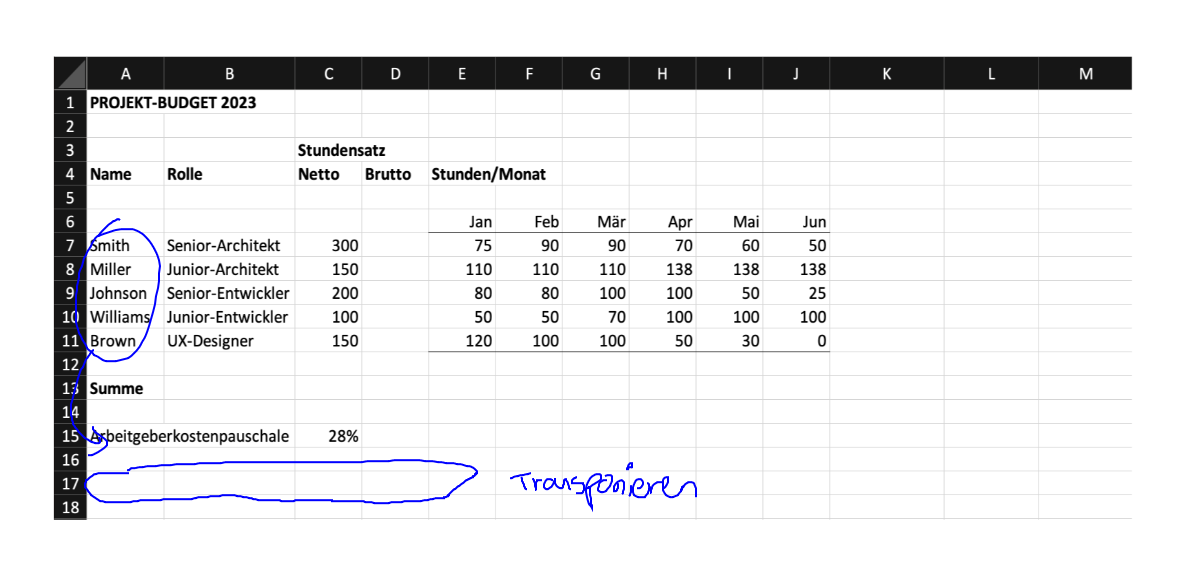 A B C D E F G H I J K L M
1 PROJEKT-BUDGET 2023
2
3 Stundensatz
4 Name Rolle Netto Brutto Stunden/Monat
5
6 Jan Feb Mär Apr Mai Jun
7 Smith Senior-Architekt 300 75 90 90 70 60 50
8 Miller Junior-Architekt 150 110 110 110 138 138 138
9 Johnson Senior-Entwickler 200 80 80 100 100 50 25
10 Williams Junior-Entwickler 100 50 50 70 100 100 100
11 Brown UX-Designer 150 120 100 100 50 30 0
12
13 Summe
14
15 Arbeitgeberkostenpauschale 28%
16
17 Transponieren
18